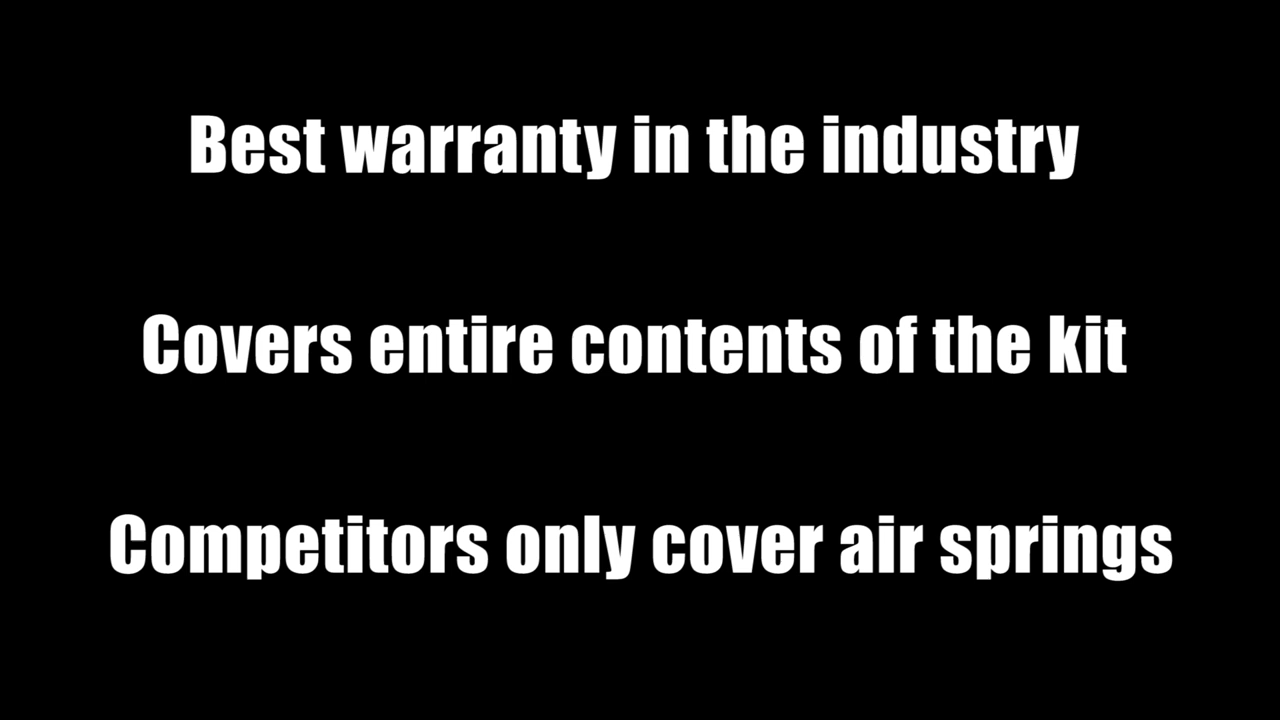 Best warranty in the industry
Covers entire contents of the kit
Competitors only cover air springs